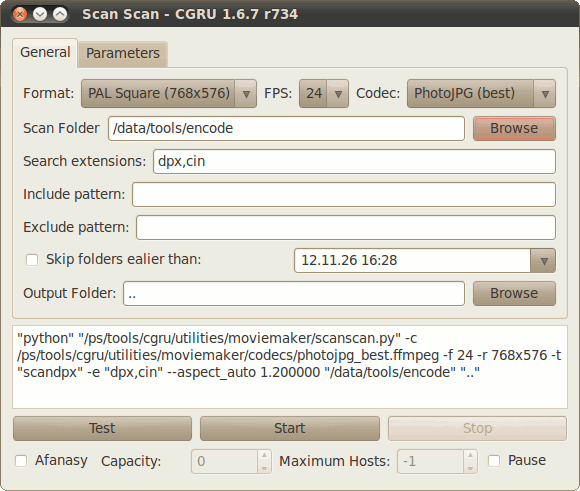 Scan Scan - CGRU 1.6.7 r734
General Parameters
Format: PAL Square (768x576) FPS: 24 Codec: PhotoJPG (best)
Scan Folder /data/tools/encode Browse
Search extensions: dpx,cin
Include pattern:
Exclude pattern:
Skip folders ealier than: 12.11.26 16:28
Output Folder: .. Browse
"python" "/ps/tools/cgru/utilities/moviemaker/scanscan.py" -c
/ps/tools/cgru/utilities/moviemaker/codecs/photojpg_best.ffmpeg -f 24 -r 768x576 -t
"scandpx" -e "dpx,cin" --aspect_auto 1.200000 "/data/tools/encode" ".."
Test Start Stop
Afanasy Capacity: 0 Maximum Hosts: -1 Pause